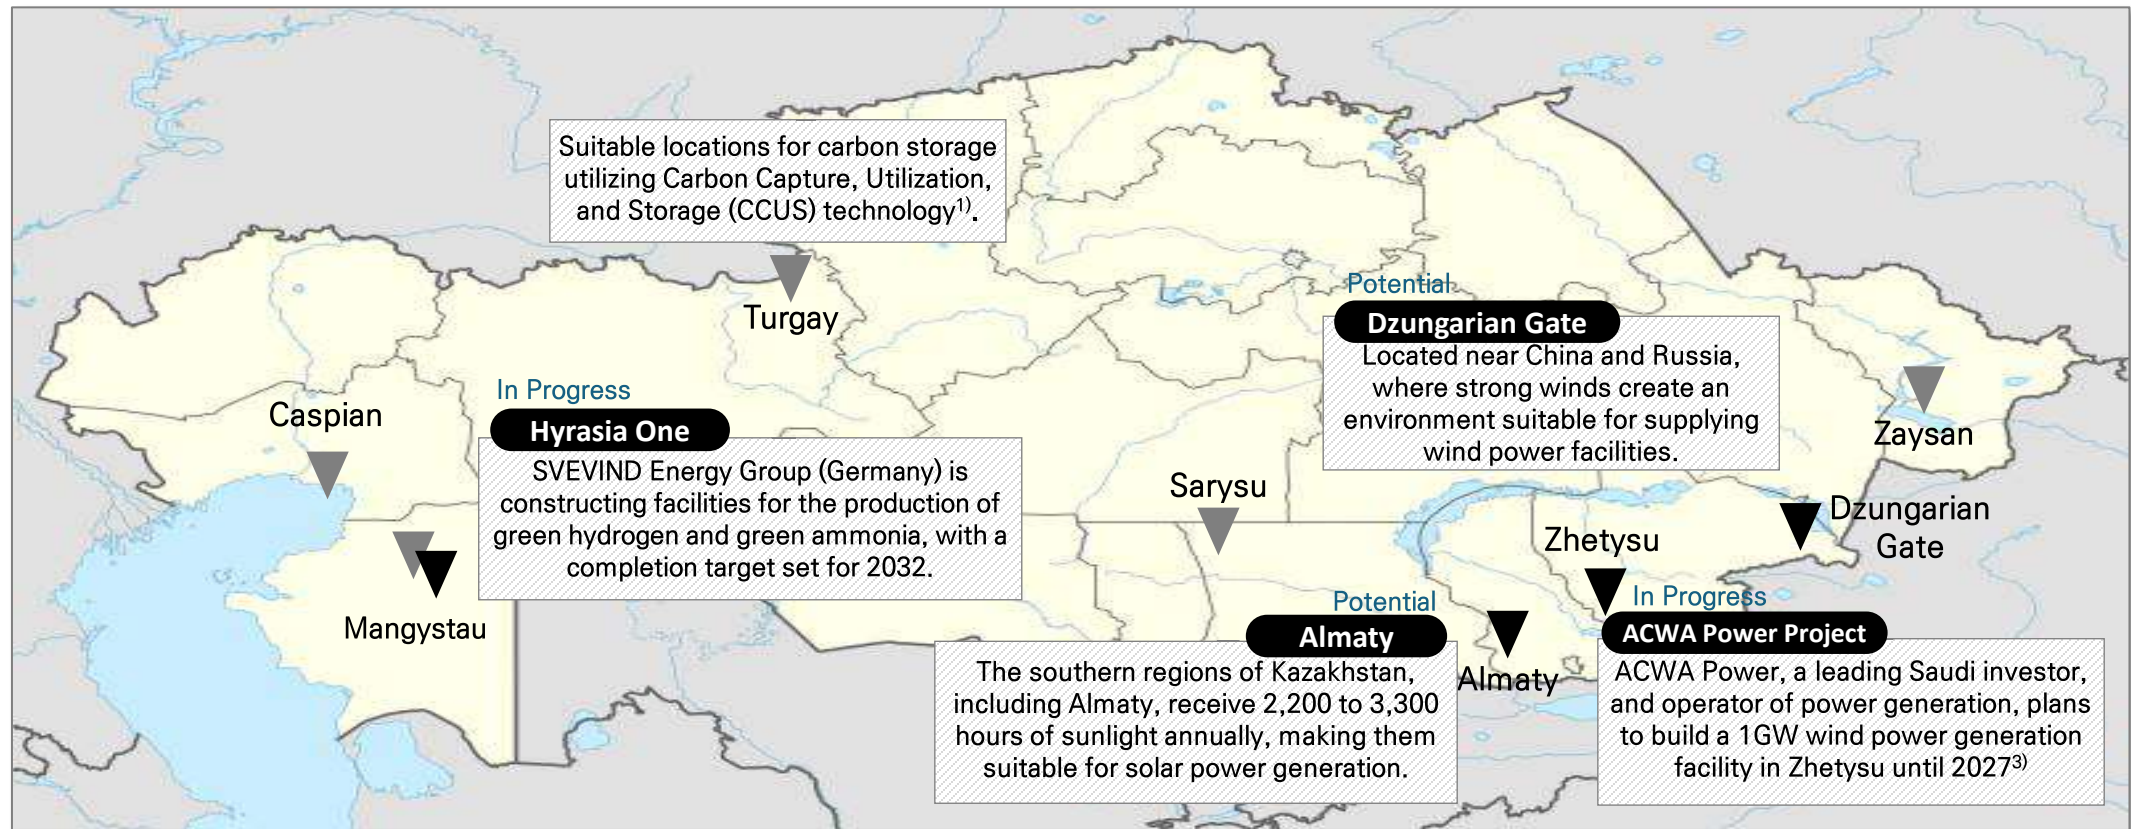 Suitable locations for carbon storage
utilizing Carbon Capture, Utilization,
and Storage (CCUS) technology1).
Turgay
Potential
Dzungarian Gate
Located near China and Russia,
where strong winds create an
environment suitable for supplying
wind power facilities.
Zaysan
In Progress
Hyrasia One
SVEVIND Energy Group (Germany) is
constructing facilities for the production of
green hydrogen and green ammonia, with a
completion target set for 2032.
Caspian
Mangystau
Sarysu
Zhetysu
Dzungarian
Gate
Potential
Almaty
The southern regions of Kazakhstan,
including Almaty, receive 2,200 to 3,300
hours of sunlight annually, making them
suitable for solar power generation.
Almaty
In Progress
ACWA Power Project
ACWA Power, a leading Saudi investor,
and operator of power generation, plans
to build a 1GW wind power generation
facility in Zhetysu until 20273)